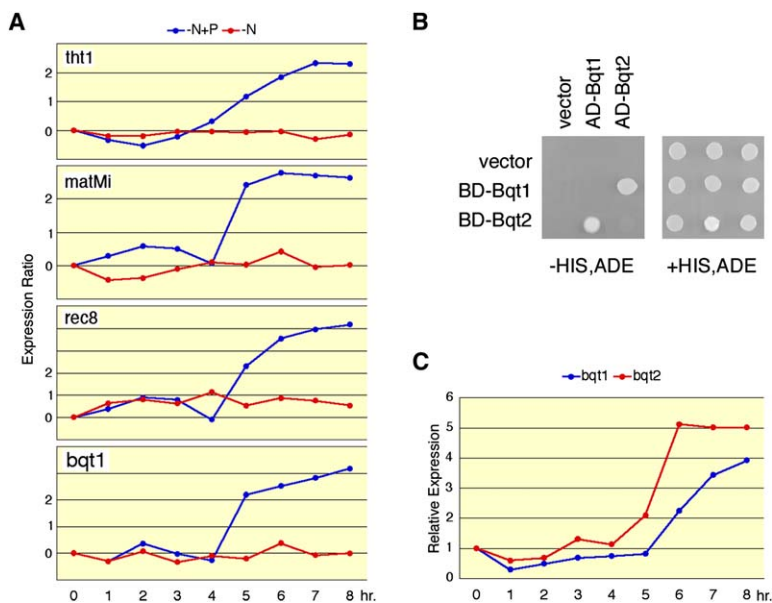 A
-N+P -N
tht1
2
1
0
matMi
2
1
0
rec8
2
1
0
bqt1
2
1
0
0 1 2 3 4 5 6 7 8 hr.
Expression Ratio
B
vector
AD-Bqt1
AD-Bqt2
vector
BD-Bqt1
BD-Bqt2
-HIS,ADE
+HIS,ADE
C
bqt1 bqt2
6
5
4
3
2
1
0
0 1 2 3 4 5 6 7 8 hr.
Relative Expression